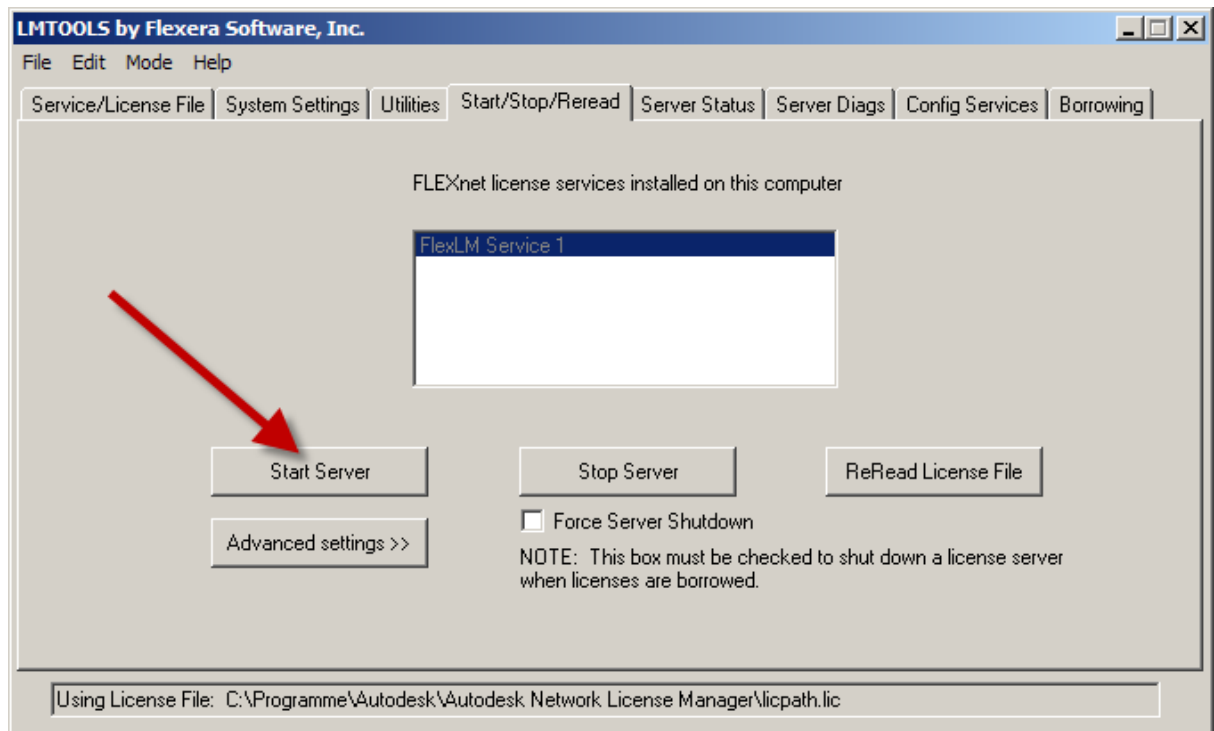 LMTOOLS by Flexera Software, Inc.
File Edit Mode Help
Service/License File System Settings Utilities Start/Stop/Reread Server Status Server Diags Config Services Borrowing
FLEXnet license services installed on this computer
FlexLM Service 1
Start Server Stop Server ReRead License File
Advanced settings >> Force Server Shutdown
NOTE: This box must be checked to shut down a license server
when licenses are borrowed.
Using License File: C:\Programme\Autodesk\Autodesk Network License Manager\licpath.lic